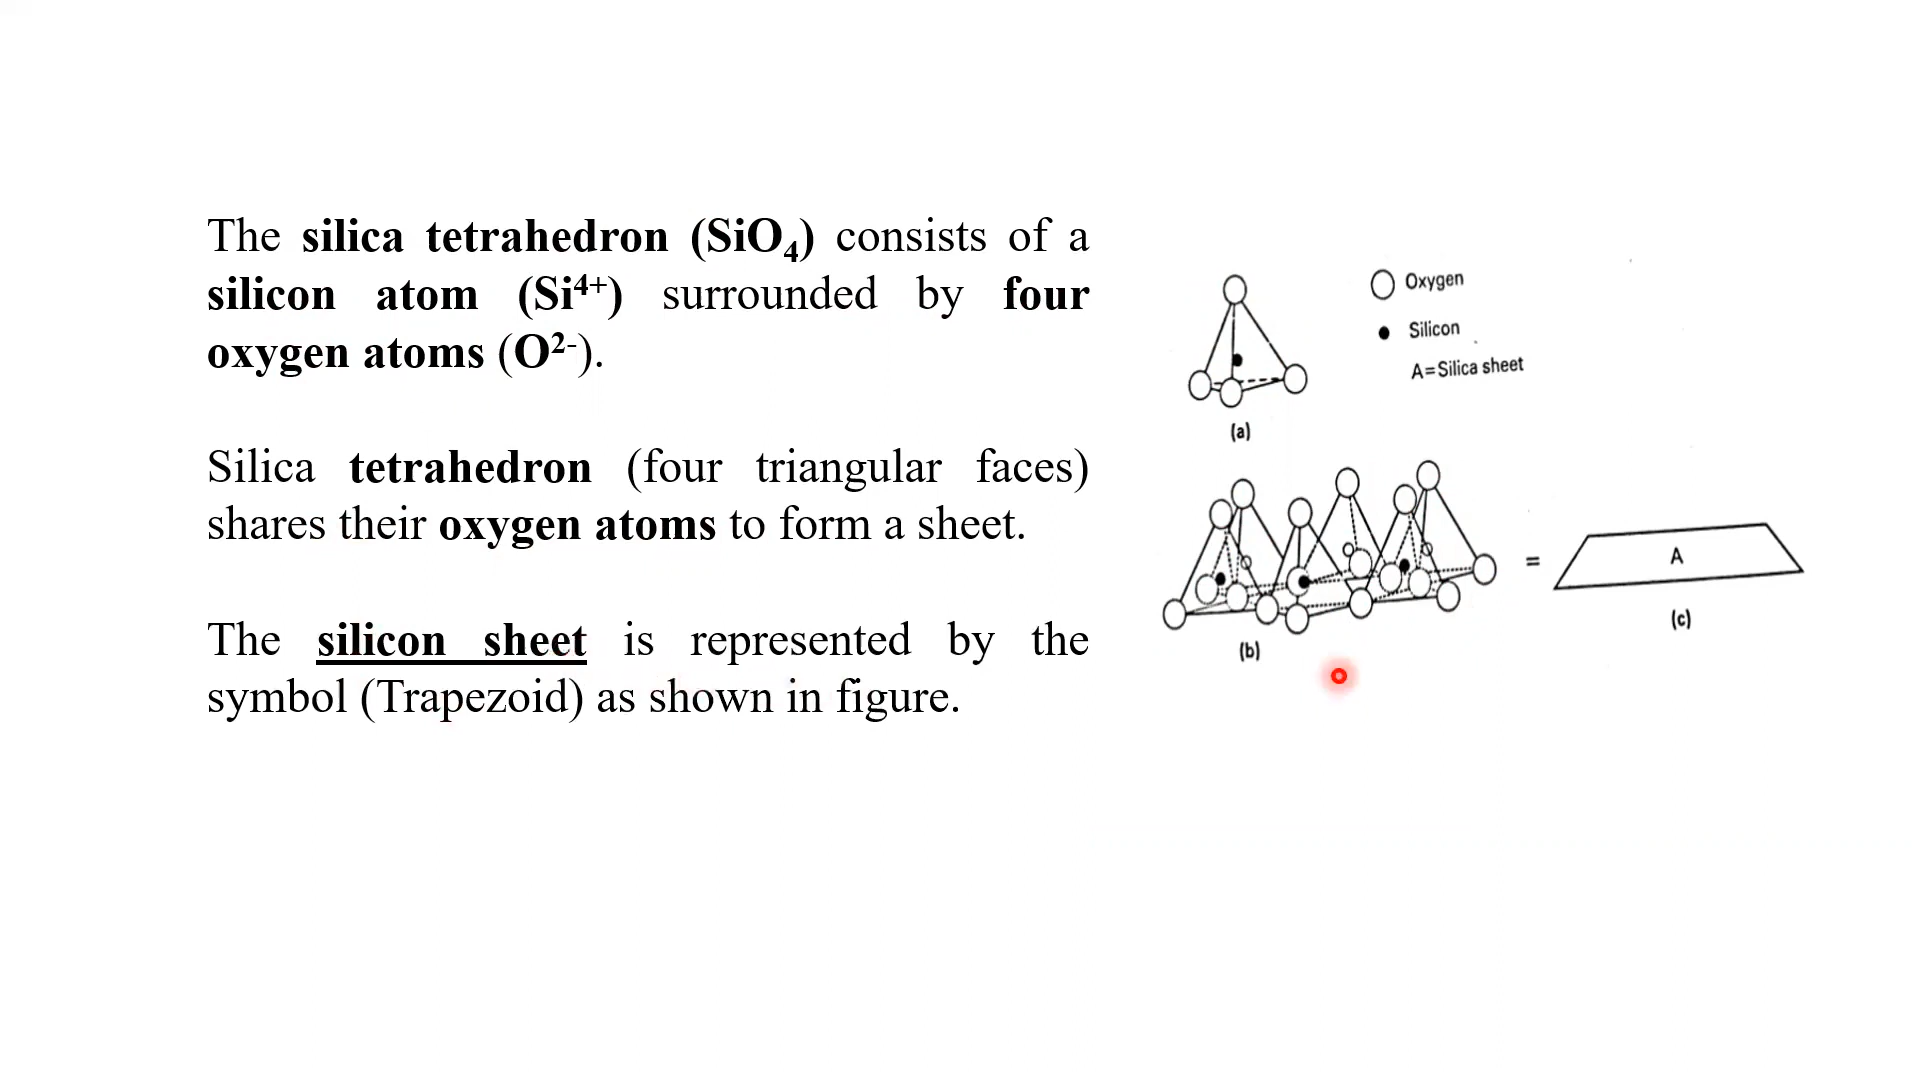 The silica tetrahedron (SiO₄) consists of a
silicon atom (Si⁴⁺) surrounded by four
oxygen atoms (O²⁻).
Silica tetrahedron (four triangular faces)
shares their oxygen atoms to form a sheet.
The silicon sheet is represented by the
symbol (Trapezoid) as shown in figure.
Oxygen
Silicon
A=Silica sheet
(a)
=
A
(c)
(b)